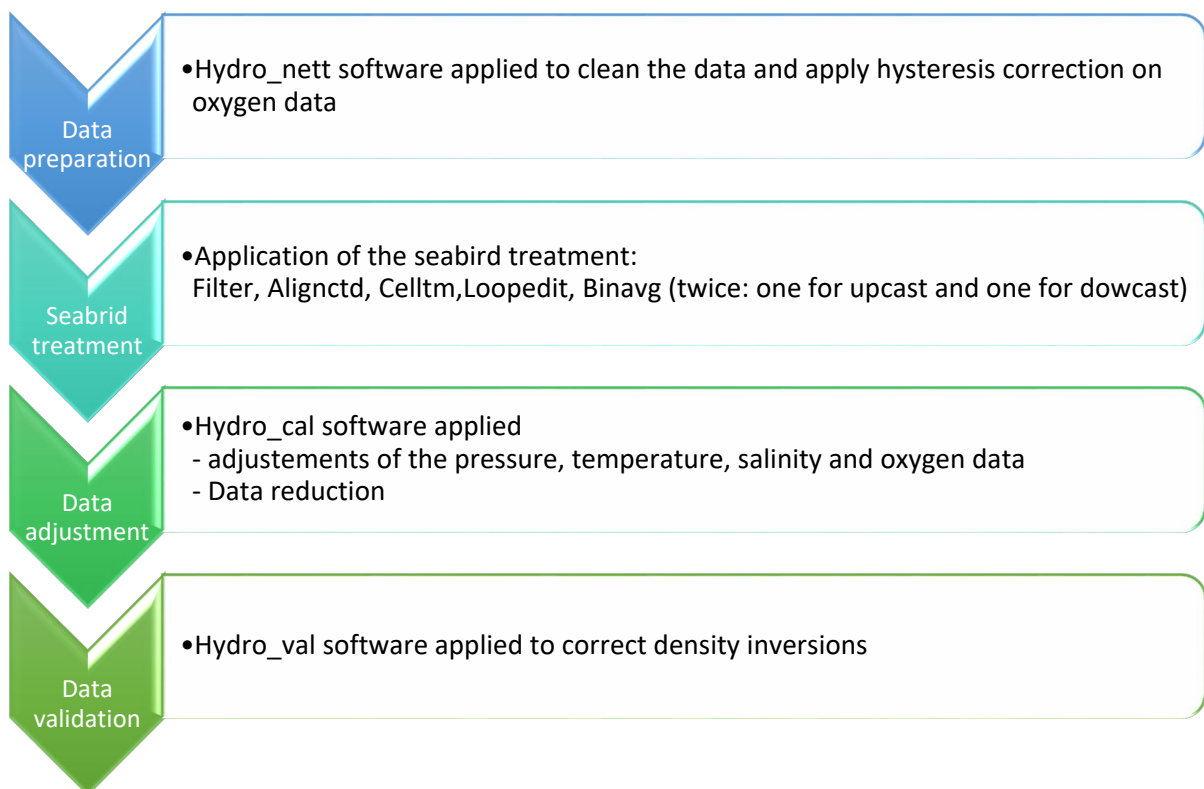 Data
preparation
•Hydro_nett software applied to clean the data and apply hysteresis correction on
oxygen data
Seabrid
treatment
•Application of the seabird treatment:
Filter, Alignctd, Celltm,Loopedit, Binavg (twice: one for upcast and one for dowcast)
Data
adjustment
•Hydro_cal software applied
- adjustements of the pressure, temperature, salinity and oxygen data
- Data reduction
Data
validation
•Hydro_val software applied to correct density inversions